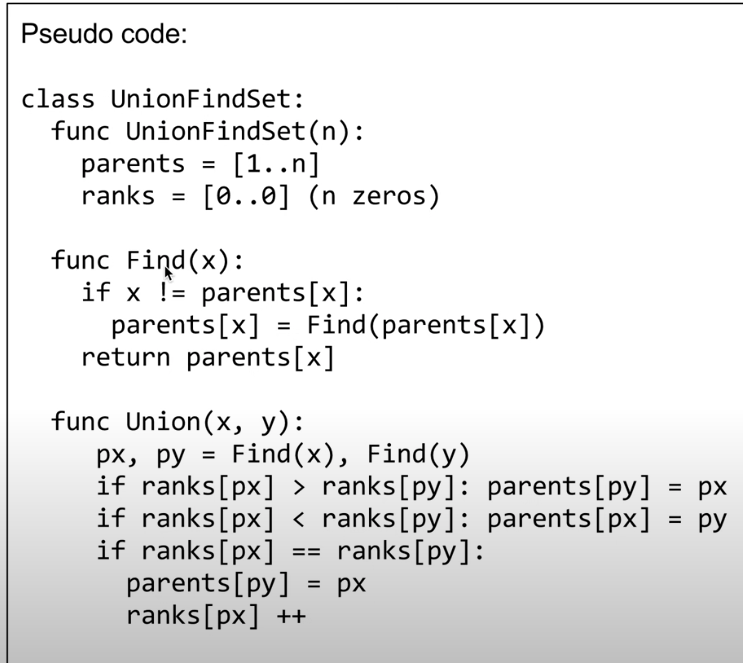 Pseudo code:
class UnionFindSet:
  func UnionFindSet(n):
    parents = [1..n]
    ranks = [0..0] (n zeros)
  func Find(x):
    if x != parents[x]:
      parents[x] = Find(parents[x])
    return parents[x]
  func Union(x, y):
     px, py = Find(x), Find(y)
     if ranks[px] > ranks[py]: parents[py] = px
     if ranks[px] < ranks[py]: parents[px] = py
     if ranks[px] == ranks[py]:
       parents[py] = px
       ranks[px] ++